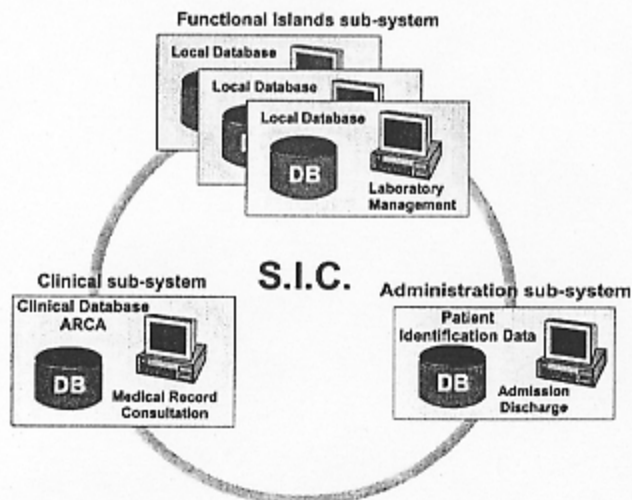 Functional Islands sub-system
Local Database
Local Database
Local Database
DB
Laboratory
Management
S.I.C.
Clinical sub-system
Clinical Database
ARCA
DB
Medical Record
Consultation
Administration sub-system
Patient
Identification Data
DB
Admission
Discharge